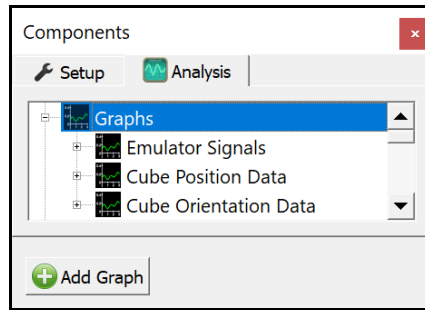 Components
Setup Analysis
Graphs
Emulator Signals
Cube Position Data
Cube Orientation Data
Add Graph